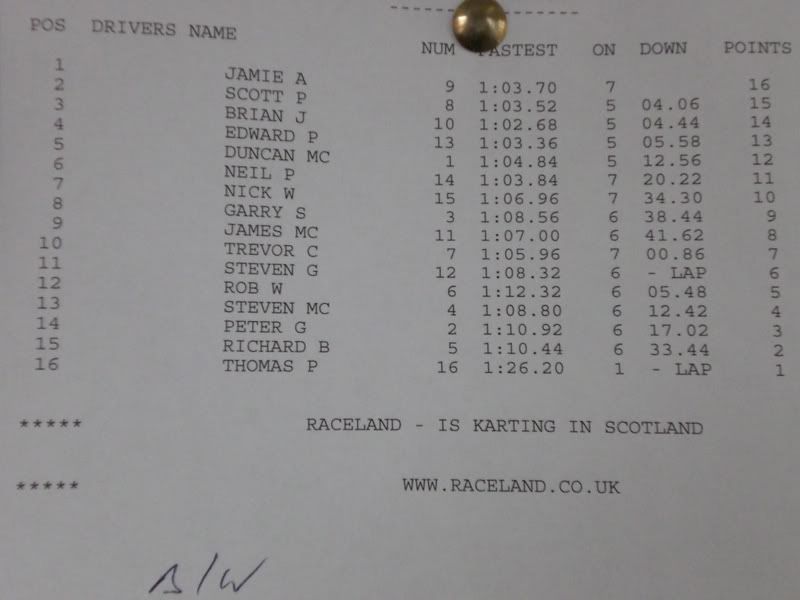 POS DRIVERS NAME NUM FASTEST ON DOWN POINTS
1 JAMIE A 9 1:03.70 7 16
2 SCOTT P 8 1:03.52 5 04.06 15
3 BRIAN J 10 1:02.68 5 04.44 14
4 EDWARD P 13 1:03.36 5 05.58 13
5 DUNCAN MC 1 1:04.84 5 12.56 12
6 NEIL P 14 1:03.84 7 20.22 11
7 NICK W 15 1:06.96 7 34.30 10
8 GARRY S 3 1:08.56 6 38.44 9
9 JAMES MC 11 1:07.00 6 41.62 8
10 TREVOR C 7 1:05.96 7 00.86 7
11 STEVEN G 12 1:08.32 6 - LAP 6
12 ROB W 6 1:12.32 6 05.48 5
13 STEVEN MC 4 1:08.80 6 12.42 4
14 PETER G 2 1:10.92 6 17.02 3
15 RICHARD B 5 1:10.44 6 33.44 2
16 THOMAS P 16 1:26.20 1 - LAP 1
***** RACELAND - IS KARTING IN SCOTLAND
***** WWW.RACELAND.CO.UK
B/W